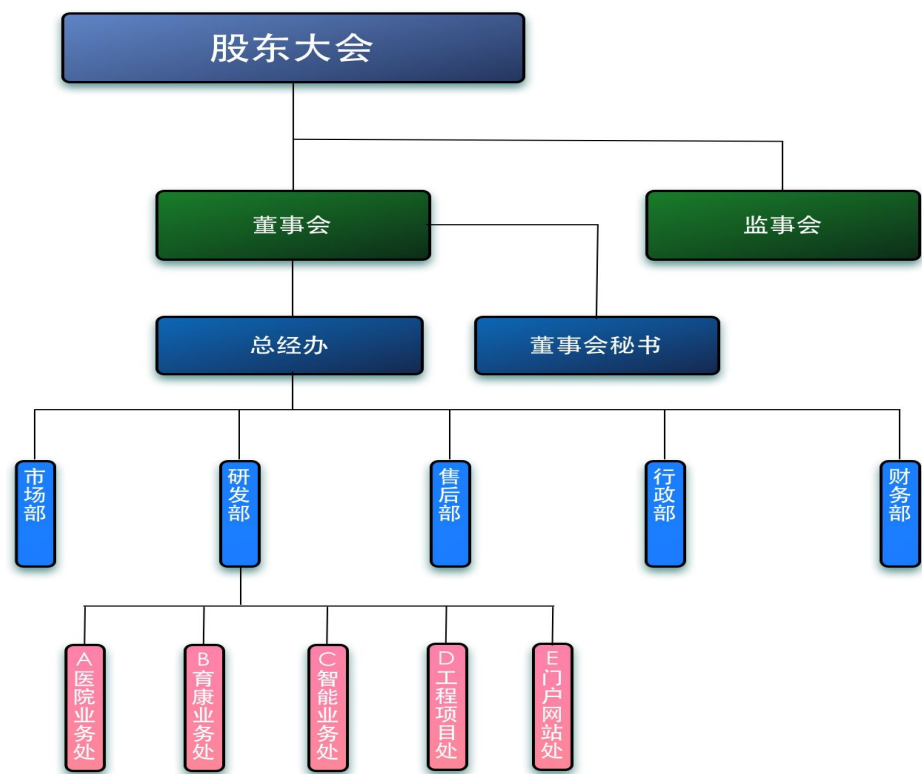 股东大会
董事会
监事会
总经办
董事会秘书
市场部
研发部
售后部
行政部
财务部
A医院业务处
B育康业务处
C智能业务处
D工程项目处
E门户网站处